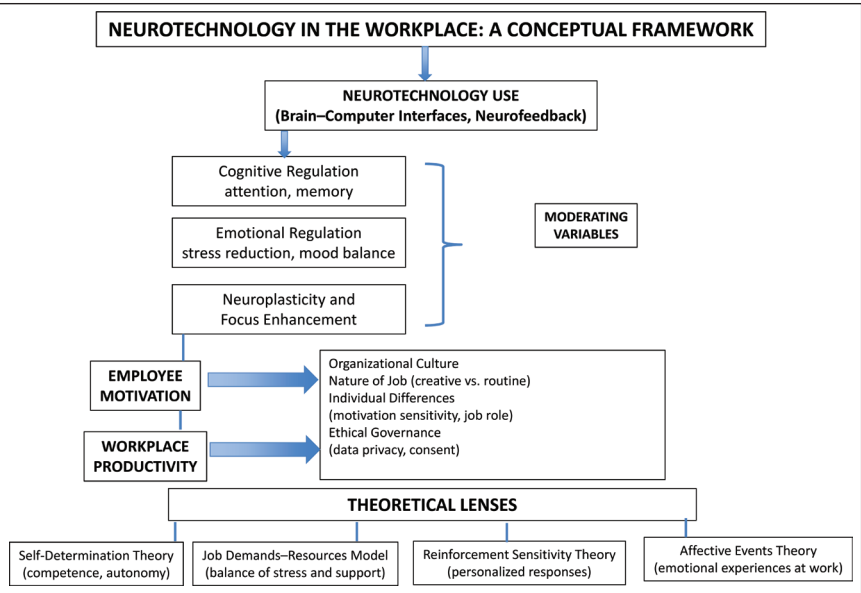 NEUROTECHNOLOGY IN THE WORKPLACE: A CONCEPTUAL FRAMEWORK
NEUROTECHNOLOGY USE
(Brain–Computer Interfaces, Neurofeedback)
Cognitive Regulation
attention, memory
Emotional Regulation
stress reduction, mood balance
Neuroplasticity and
Focus Enhancement
MODERATING
VARIABLES
EMPLOYEE
MOTIVATION
WORKPLACE
PRODUCTIVITY
Organizational Culture
Nature of Job (creative vs. routine)
Individual Differences
(motivation sensitivity, job role)
Ethical Governance
(data privacy, consent)
THEORETICAL LENSES
Self-Determination Theory
(competence, autonomy)
Job Demands–Resources Model
(balance of stress and support)
Reinforcement Sensitivity Theory
(personalized responses)
Affective Events Theory
(emotional experiences at work)